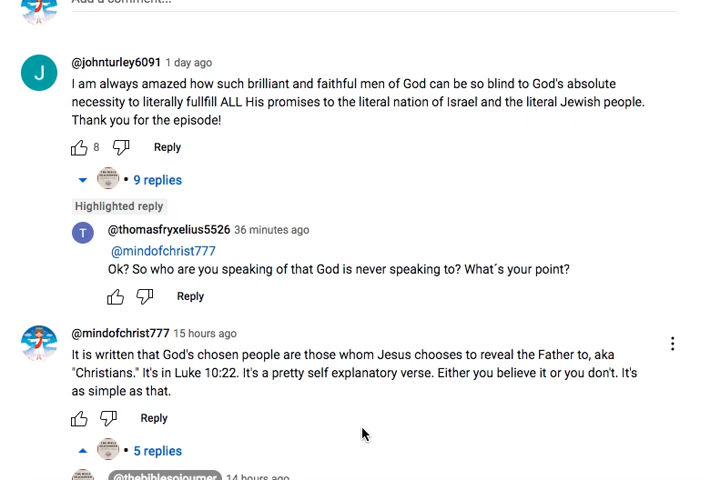 Add a comment...
@johnturley6091 1 day ago
I am always amazed how such brilliant and faithful men of God can be so blind to God's absolute
necessity to literally fullfill ALL His promises to the literal nation of Israel and the literal Jewish people.
Thank you for the episode!
8 Reply
• 9 replies
Highlighted reply
T @thomasfryxelius5526 36 minutes ago
@mindofchrist777
Ok? So who are you speaking of that God is never speaking to? What´s your point?
Reply
@mindofchrist777 15 hours ago
It is written that God's chosen people are those whom Jesus chooses to reveal the Father to, aka
"Christians." It's in Luke 10:22. It's a pretty self explanatory verse. Either you believe it or you don't. It's
as simple as that.
Reply
• 5 replies
@thebiblesojourner 14 hours ago